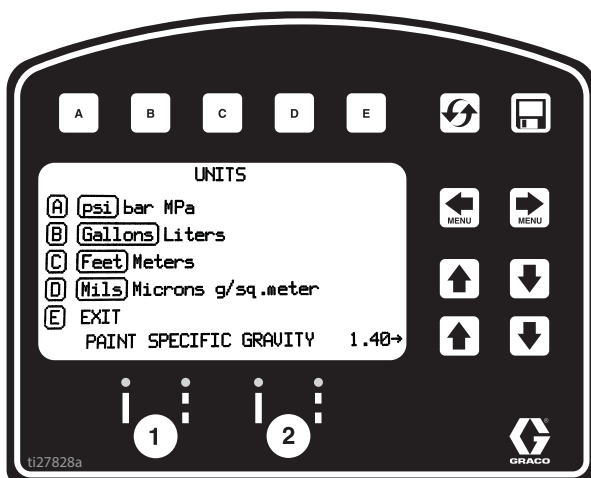 A B C D E
UNITS
A psi bar MPa
B Gallons Liters
C Feet Meters
D Mils Microns g/sq.meter
E EXIT
PAINT SPECIFIC GRAVITY 1.40→
MENU MENU
1 2
ti27828a
GRACO